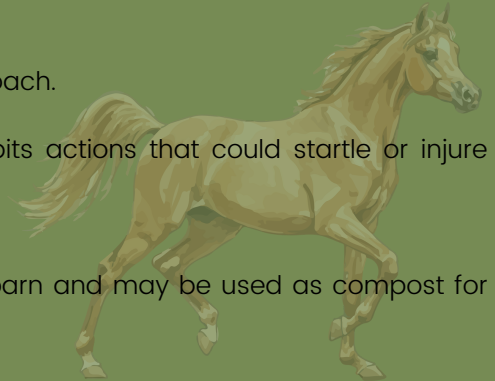 oach.
bits actions that could startle or injure
barn and may be used as compost for